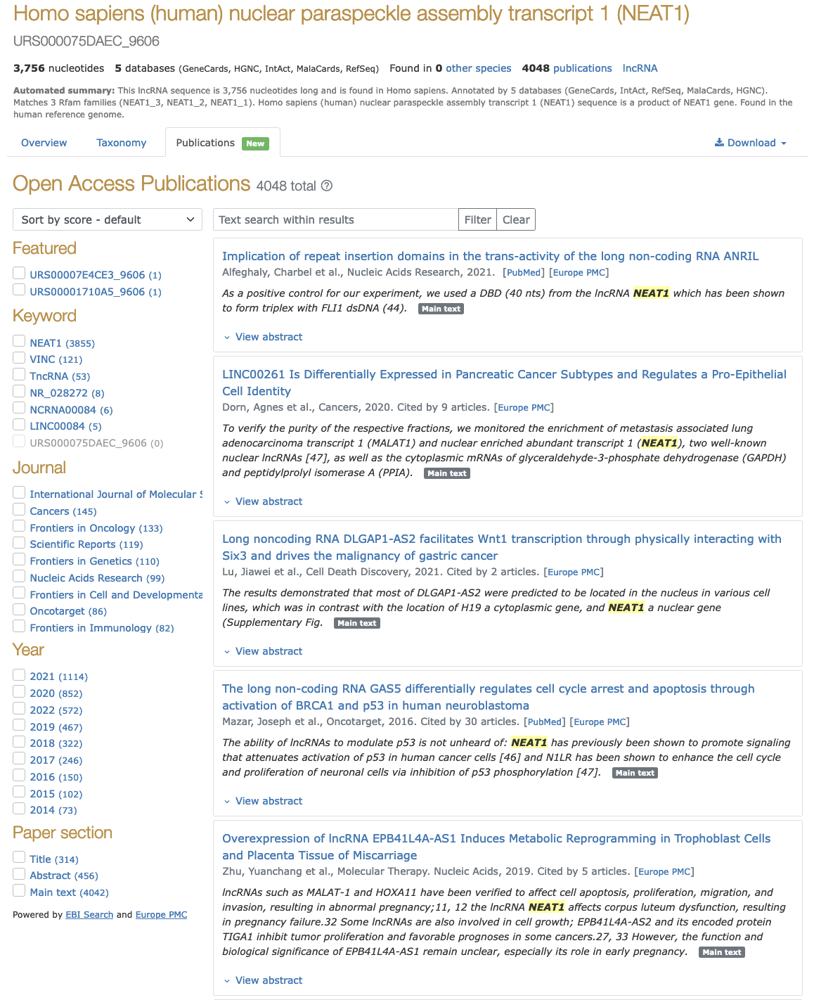 Homo sapiens (human) nuclear paraspeckle assembly transcript 1 (NEAT1)
URS000075DAEC_9606
3,756 nucleotides 5 databases (GeneCards, HGNC, IntAct, MalaCards, RefSeq) Found in 0 other species 4048 publications lncRNA
Automated summary: This lncRNA sequence is 3,756 nucleotides long and is found in Homo sapiens. Annotated by 5 databases (GeneCards, IntAct, RefSeq, MalaCards, HGNC).
Matches 3 Rfam families (NEAT1_3, NEAT1_2, NEAT1_1). Homo sapiens (human) nuclear paraspeckle assembly transcript 1 (NEAT1) sequence is a product of NEAT1 gene. Found in the
human reference genome.
Overview Taxonomy Publications New Download
Open Access Publications 4048 total
Sort by score - default
Text search within results Filter Clear
Featured
URS00007E4CE3_9606 (1)
URS00001710A5_9606 (1)
Keyword
NEAT1 (3855)
VINC (121)
TncRNA (53)
NR_028272 (8)
NCRNA00084 (6)
LINC00084 (5)
URS000075DAEC_9606 (0)
Journal
International Journal of Molecular S
Cancers (145)
Frontiers in Oncology (133)
Scientific Reports (119)
Frontiers in Genetics (110)
Nucleic Acids Research (99)
Frontiers in Cell and Developmenta
Oncotarget (86)
Frontiers in Immunology (82)
Year
2021 (1114)
2020 (852)
2022 (572)
2019 (467)
2018 (322)
2017 (246)
2016 (150)
2015 (102)
2014 (73)
Paper section
Title (314)
Abstract (456)
Main text (4042)
Powered by EBI Search and Europe PMC
Implication of repeat insertion domains in the trans-activity of the long non-coding RNA ANRIL
Alfeghaly, Charbel et al., Nucleic Acids Research, 2021. [PubMed] [Europe PMC]
As a positive control for our experiment, we used a DBD (40 nts) from the lncRNA NEAT1 which has been shown
to form triplex with FLI1 dsDNA (44). Main text
View abstract
LINC00261 Is Differentially Expressed in Pancreatic Cancer Subtypes and Regulates a Pro-Epithelial
Cell Identity
Dorn, Agnes et al., Cancers, 2020. Cited by 9 articles. [Europe PMC]
To verify the purity of the respective fractions, we monitored the enrichment of metastasis associated lung
adenocarcinoma transcript 1 (MALAT1) and nuclear enriched abundant transcript 1 (NEAT1), two well-known
nuclear lncRNAs [47], as well as the cytoplasmic mRNAs of glyceraldehyde-3-phosphate dehydrogenase (GAPDH)
and peptidylprolyl isomerase A (PPIA). Main text
View abstract
Long noncoding RNA DLGAP1-AS2 facilitates Wnt1 transcription through physically interacting with
Six3 and drives the malignancy of gastric cancer
Lu, Jiawei et al., Cell Death Discovery, 2021. Cited by 2 articles. [Europe PMC]
The results demonstrated that most of DLGAP1-AS2 were predicted to be located in the nucleus in various cell
lines, which was in contrast with the location of H19 a cytoplasmic gene, and NEAT1 a nuclear gene
(Supplementary Fig. Main text
View abstract
The long non-coding RNA GAS5 differentially regulates cell cycle arrest and apoptosis through
activation of BRCA1 and p53 in human neuroblastoma
Mazar, Joseph et al., Oncotarget, 2016. Cited by 30 articles. [PubMed] [Europe PMC]
The ability of lncRNAs to modulate p53 is not unheard of: NEAT1 has previously been shown to promote signaling
that attenuates activation of p53 in human cancer cells [46] and N1LR has been shown to enhance the cell cycle
and proliferation of neuronal cells via inhibition of p53 phosphorylation [47]. Main text
View abstract
Overexpression of lncRNA EPB41L4A-AS1 Induces Metabolic Reprogramming in Trophoblast Cells
and Placenta Tissue of Miscarriage
Zhu, Yuanchang et al., Molecular Therapy. Nucleic Acids, 2019. Cited by 5 articles. [Europe PMC]
lncRNAs such as MALAT-1 and HOXA11 have been verified to affect cell apoptosis, proliferation, migration, and
invasion, resulting in abnormal pregnancy;11, 12 the lncRNA NEAT1 affects corpus luteum dysfunction, resulting
in pregnancy failure.32 Some lncRNAs are also involved in cell growth; EPB41L4A-AS2 and its encoded protein
TIGA1 inhibit tumor proliferation and favorable prognoses in some cancers.27, 33 However, the function and
biological significance of EPB41L4A-AS1 remain unclear, especially its role in early pregnancy. Main text
View abstract